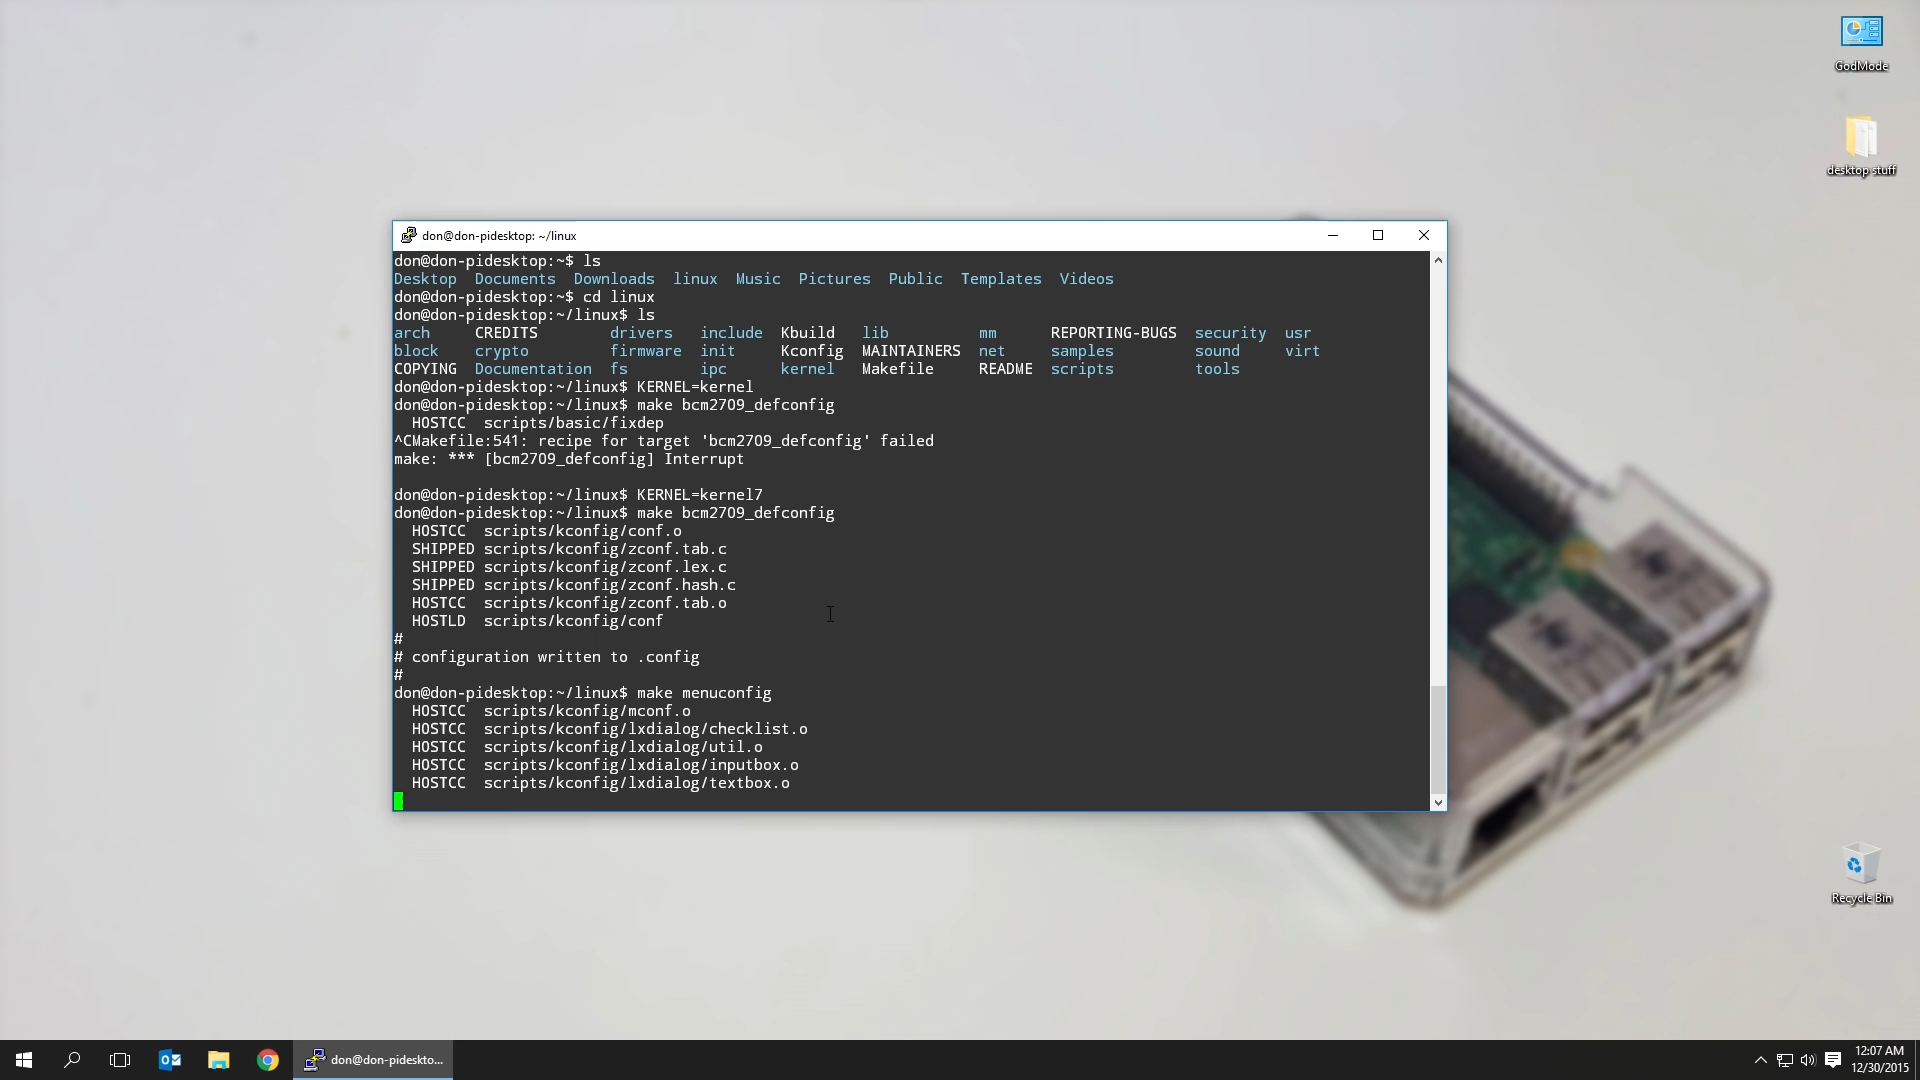 GodMode
desktop stuff
don@don-pidesktop: ~/linux
don@don-pidesktop:~$ ls
Desktop  Documents  Downloads  linux  Music  Pictures  Public  Templates  Videos
don@don-pidesktop:~$ cd linux
don@don-pidesktop:~/linux$ ls
arch     CREDITS        drivers   include  Kbuild   lib          mm      REPORTING-BUGS  security  usr
block    crypto         firmware  init     Kconfig  MAINTAINERS  net     samples         sound     virt
COPYING  Documentation  fs        ipc      kernel   Makefile     README  scripts         tools
don@don-pidesktop:~/linux$ KERNEL=kernel
don@don-pidesktop:~/linux$ make bcm2709_defconfig
  HOSTCC  scripts/basic/fixdep
^CMakefile:541: recipe for target 'bcm2709_defconfig' failed
make: *** [bcm2709_defconfig] Interrupt
don@don-pidesktop:~/linux$ KERNEL=kernel7
don@don-pidesktop:~/linux$ make bcm2709_defconfig
  HOSTCC  scripts/kconfig/conf.o
  SHIPPED scripts/kconfig/zconf.tab.c
  SHIPPED scripts/kconfig/zconf.lex.c
  SHIPPED scripts/kconfig/zconf.hash.c
  HOSTCC  scripts/kconfig/zconf.tab.o
  HOSTLD  scripts/kconfig/conf
#
# configuration written to .config
#
don@don-pidesktop:~/linux$ make menuconfig
  HOSTCC  scripts/kconfig/mconf.o
  HOSTCC  scripts/kconfig/lxdialog/checklist.o
  HOSTCC  scripts/kconfig/lxdialog/util.o
  HOSTCC  scripts/kconfig/lxdialog/inputbox.o
  HOSTCC  scripts/kconfig/lxdialog/textbox.o
Recycle Bin
don@don-pideskto...
12:07 AM
12/30/2015